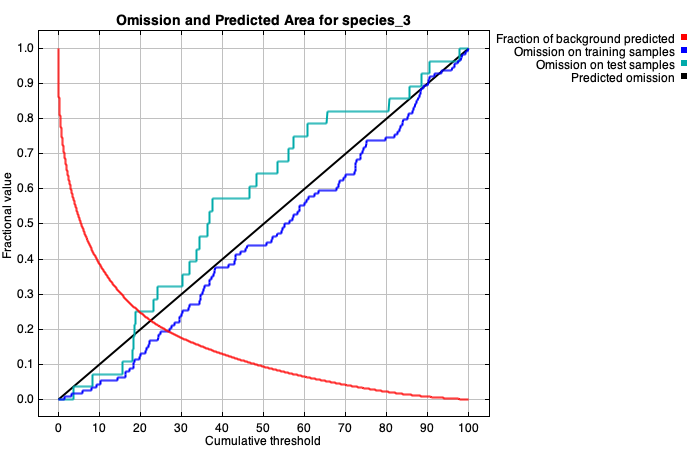 Omission and Predicted Area for species_3
Fraction of background predicted
Omission on training samples
Omission on test samples
Predicted omission
Fractional value
1.0
0.9
0.8
0.7
0.6
0.5
0.4
0.3
0.2
0.1
0.0
0 10 20 30 40 50 60 70 80 90 100
Cumulative threshold